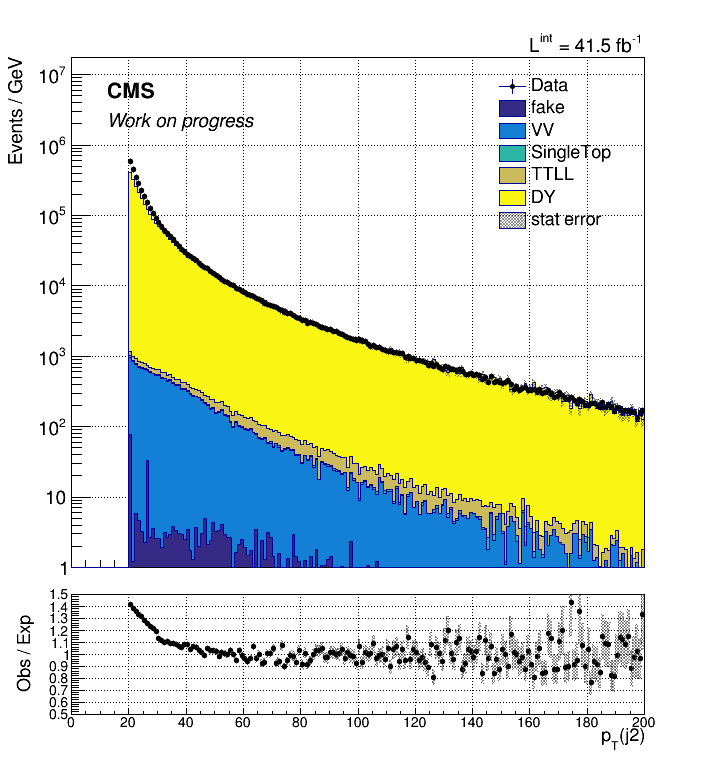 L^int = 41.5 fb^-1
Events / GeV
10^7
10^6
10^5
10^4
10^3
10^2
10
1
CMS
Work on progress
Data
fake
VV
SingleTop
TTLL
DY
stat error
Obs / Exp
1.5
1.4
1.3
1.2
1.1
1
0.9
0.8
0.7
0.6
0.5
0 20 40 60 80 100 120 140 160 180 200
p_T(j2)